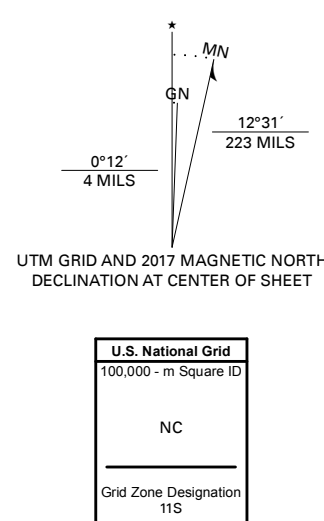 ★
MN
GN
12°31´
223 MILS
0°12´
4 MILS
UTM GRID AND 2017 MAGNETIC NORTH
DECLINATION AT CENTER OF SHEET
U.S. National Grid
100,000 - m Square ID
NC
Grid Zone Designation
11S